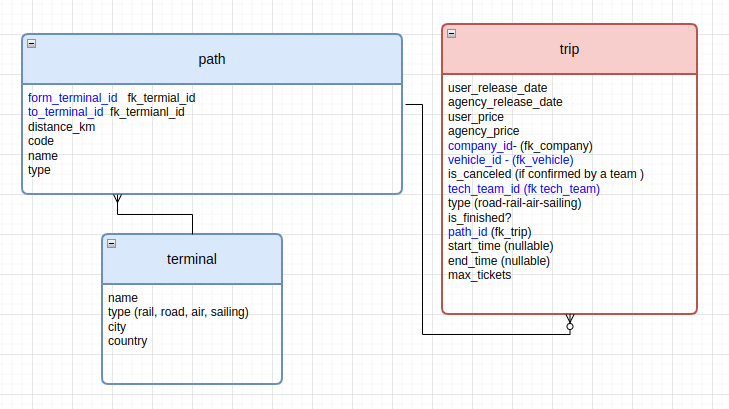 path
form_terminal_id fk_termial_id
to_terminal_id fk_termianl_id
distance_km
code
name
type
terminal
name
type (rail, road, air, sailing)
city
country
trip
user_release_date
agency_release_date
user_price
agency_price
company_id- (fk_company)
vehicle_id - (fk_vehicle)
is_canceled (if confirmed by a team )
tech_team_id (fk tech_team)
type (road-rail-air-sailing)
is_finished?
path_id (fk_trip)
start_time (nullable)
end_time (nullable)
max_tickets